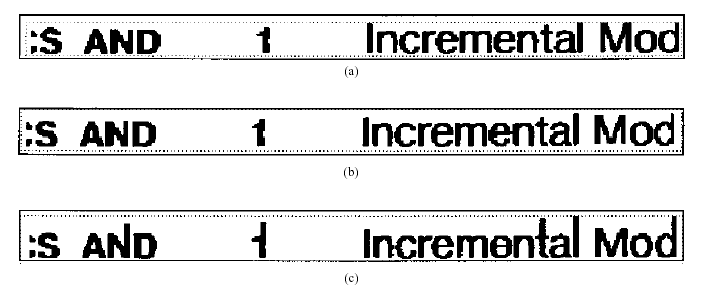 :S AND 1 Incremental Mod
(a)
:S AND 1 Incremental Mod
(b)
:S AND 1 Incremental Mod
(c)